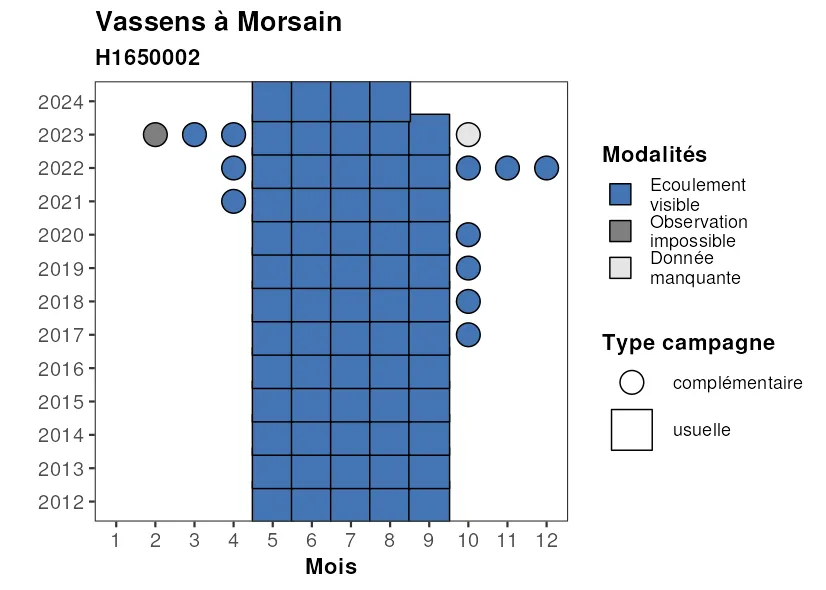 Vassens à Morsain
H1650002
2024
2023
2022
2021
2020
2019
2018
2017
2016
2015
2014
2013
2012
1 2 3 4 5 6 7 8 9 10 11 12
Mois
Modalités
Ecoulement
visible
Observation
impossible
Donnée
manquante
Type campagne
complémentaire
usuelle